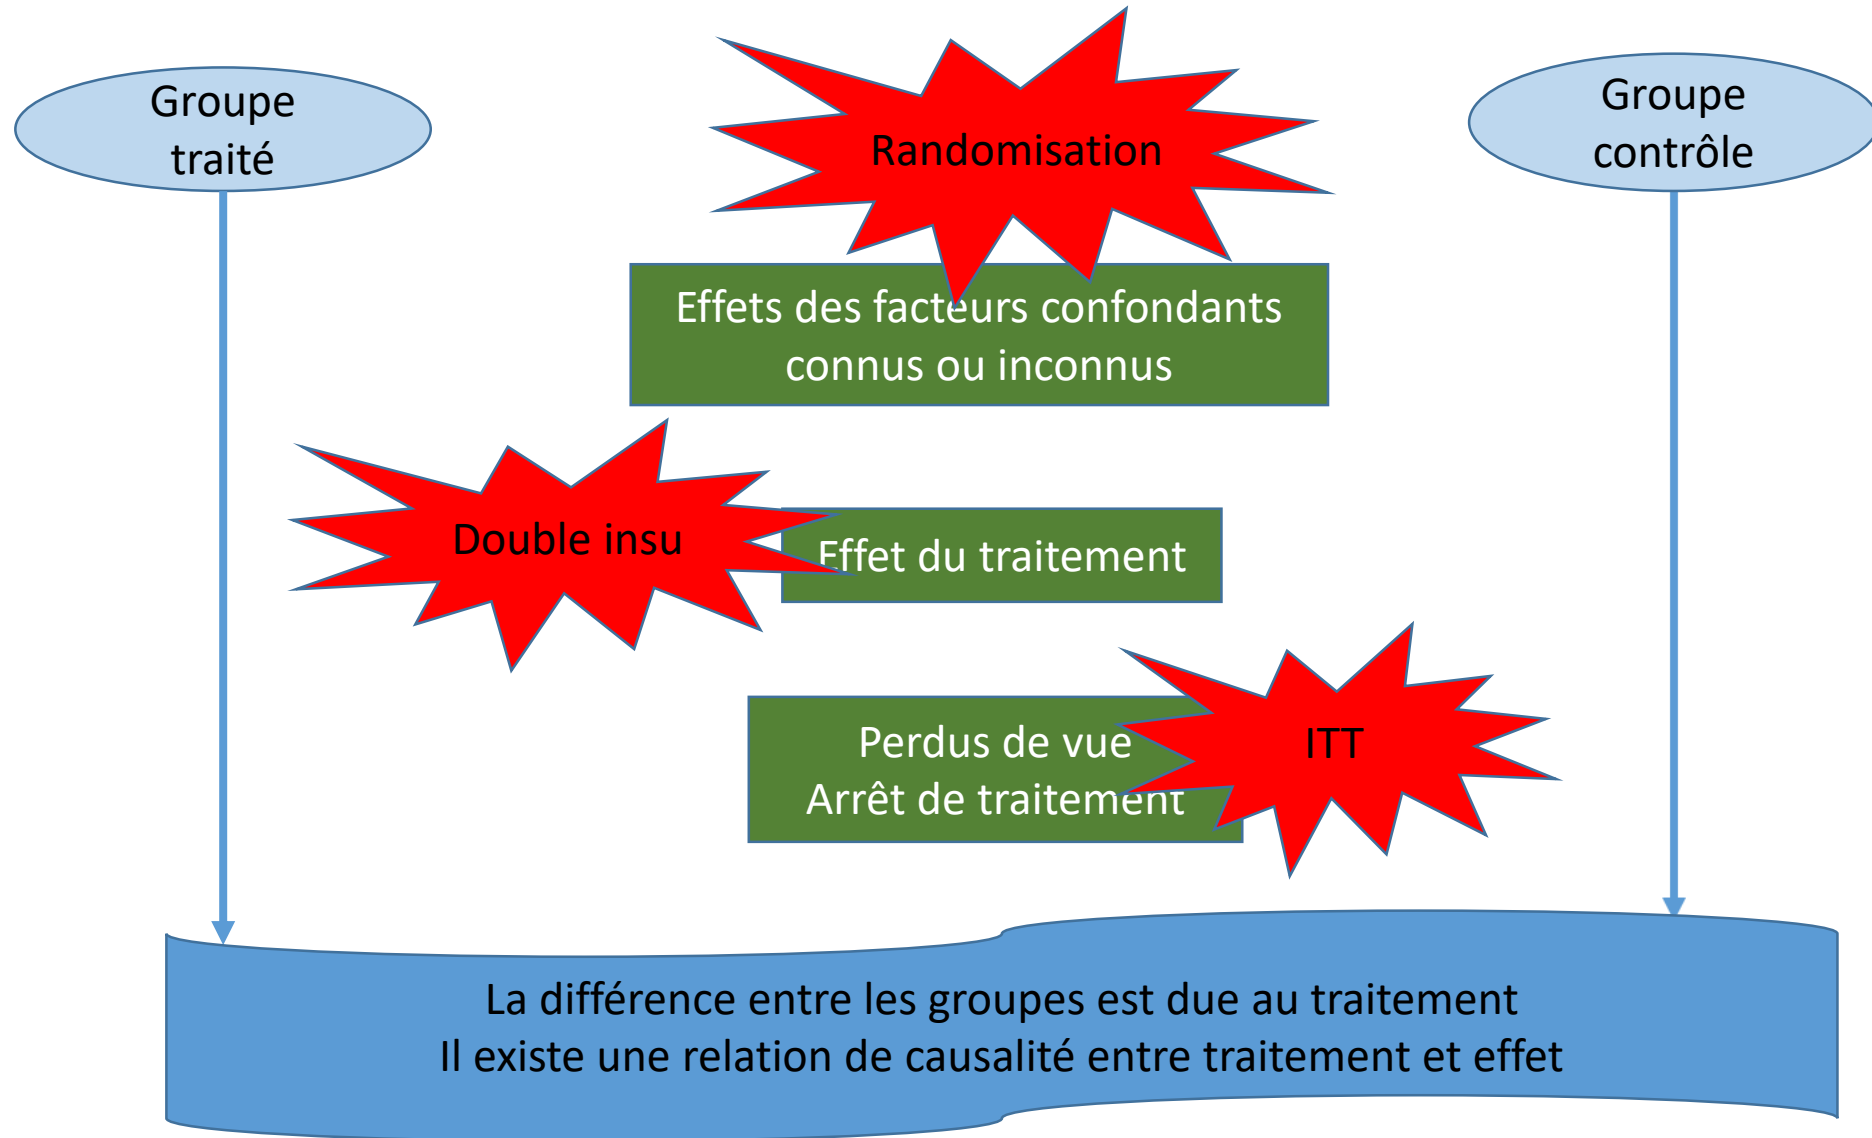 Groupe
traité
Randomisation
Groupe
contrôle
Effets des facteurs confondants
connus ou inconnus
Double insu
Effet du traitement
Perdus de vue
Arrêt de traitement
ITT
La différence entre les groupes est due au traitement
Il existe une relation de causalité entre traitement et effet